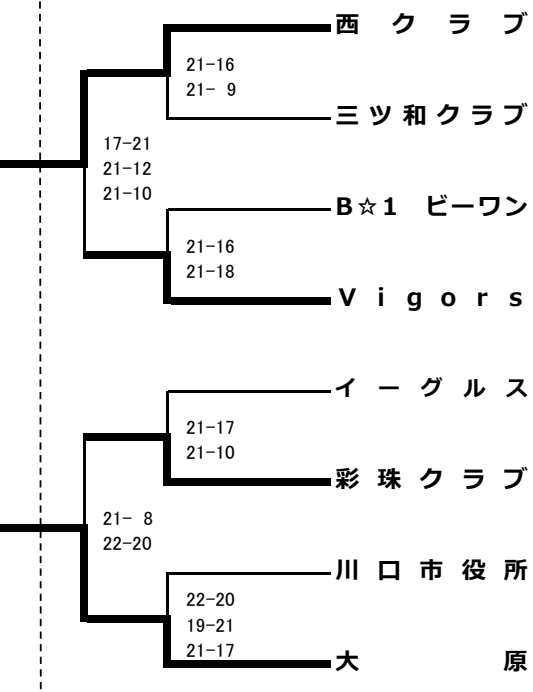 西クラブ
21-16
21- 9
三ツ和クラブ
17-21
21-12
21-10
B☆1 ビーワン
21-16
21-18
Vigors
イーグルス
21-17
21-10
彩珠クラブ
21- 8
22-20
川口市役所
22-20
19-21
21-17
大原